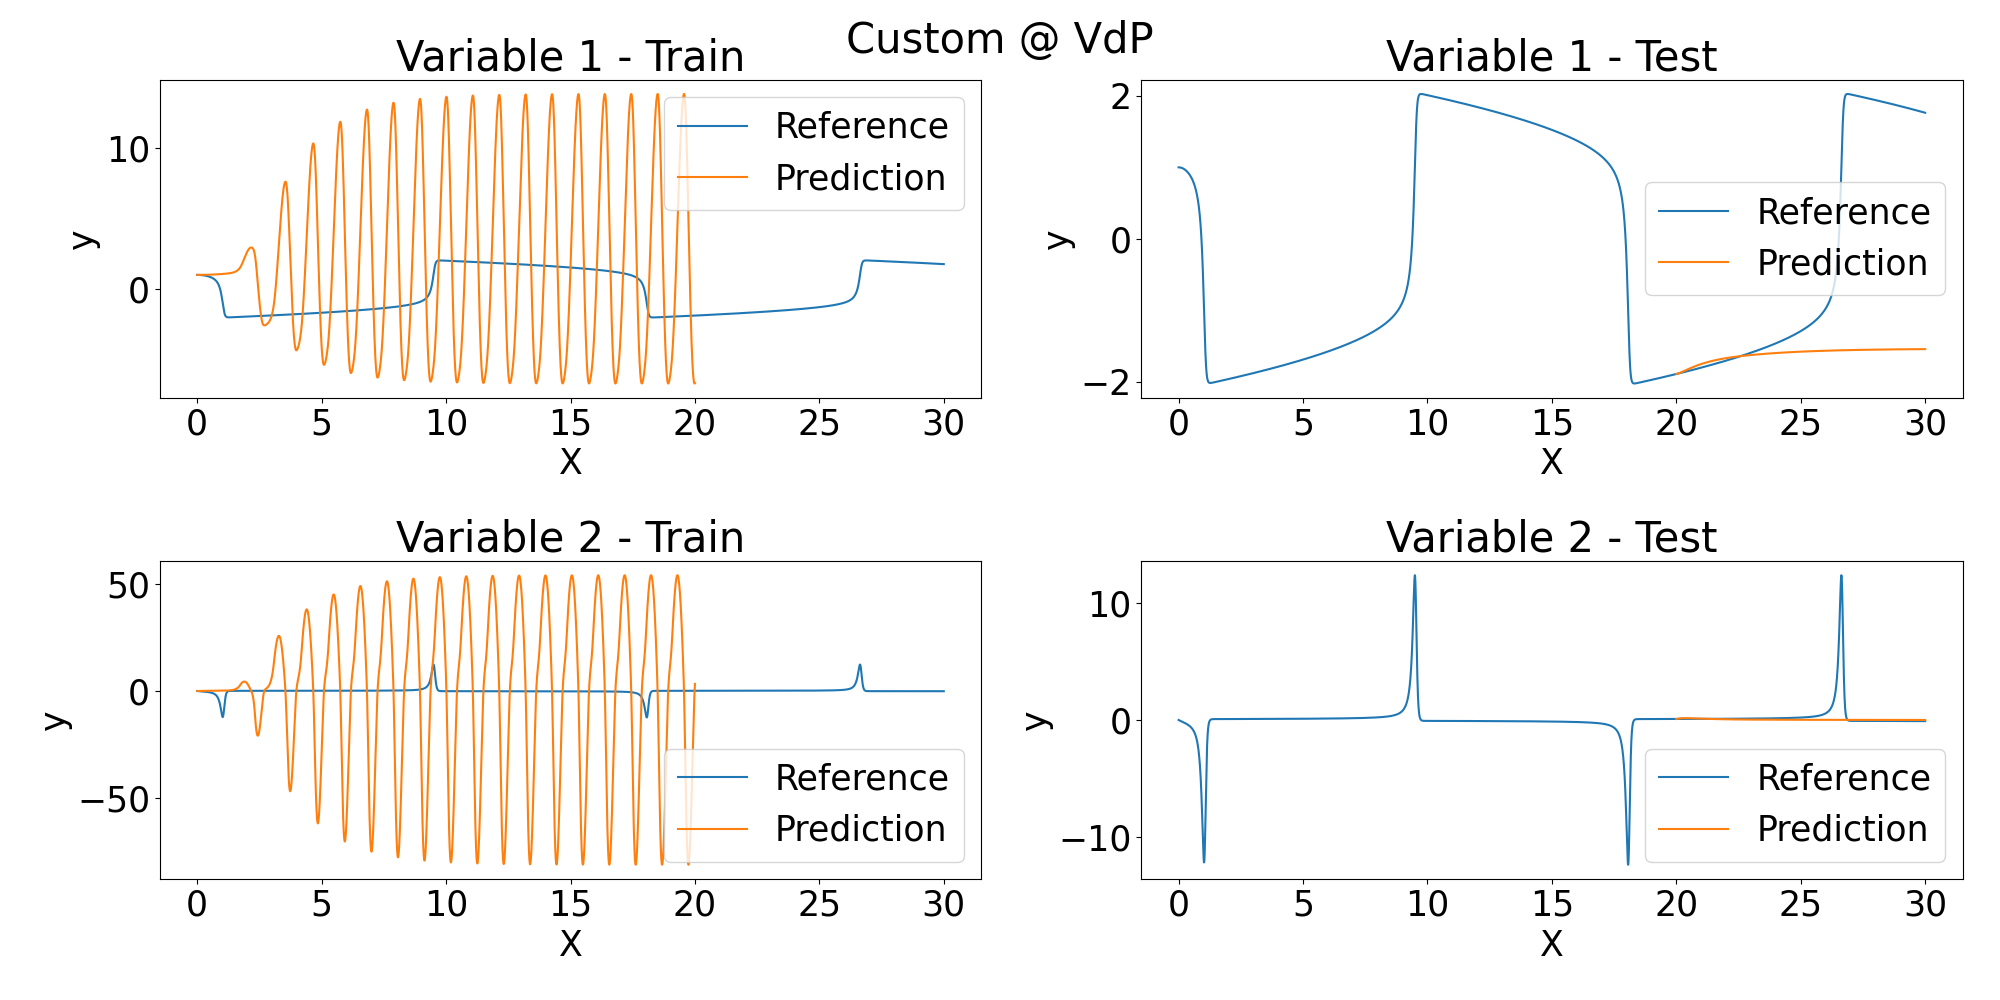 Custom @ VdP
Variable 1 - Train
Variable 1 - Test
10
0
y
Reference
Prediction
0 5 10 15 20 25 30
X
2
0
−2
y
Reference
Prediction
0 5 10 15 20 25 30
X
Variable 2 - Train
Variable 2 - Test
50
0
−50
y
Reference
Prediction
0 5 10 15 20 25 30
X
10
0
−10
y
Reference
Prediction
0 5 10 15 20 25 30
X